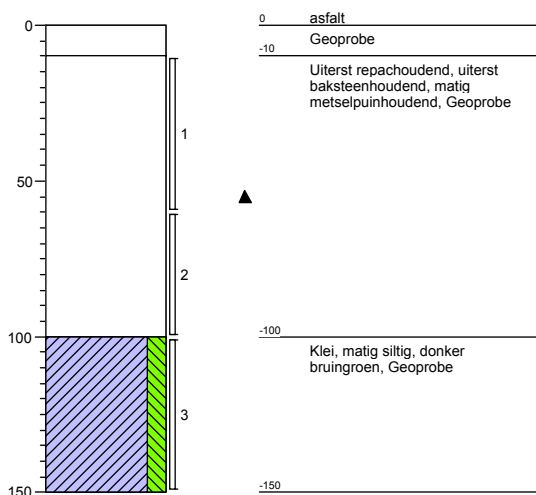 0
50
100
150
1
2
3
0 asfalt
Geoprobe
-10
Uiterst repachoudend, uiterst
baksteenhoudend, matig
metselpuinhoudend, Geoprobe
-100
Klei, matig siltig, donker
bruingroen, Geoprobe
-150